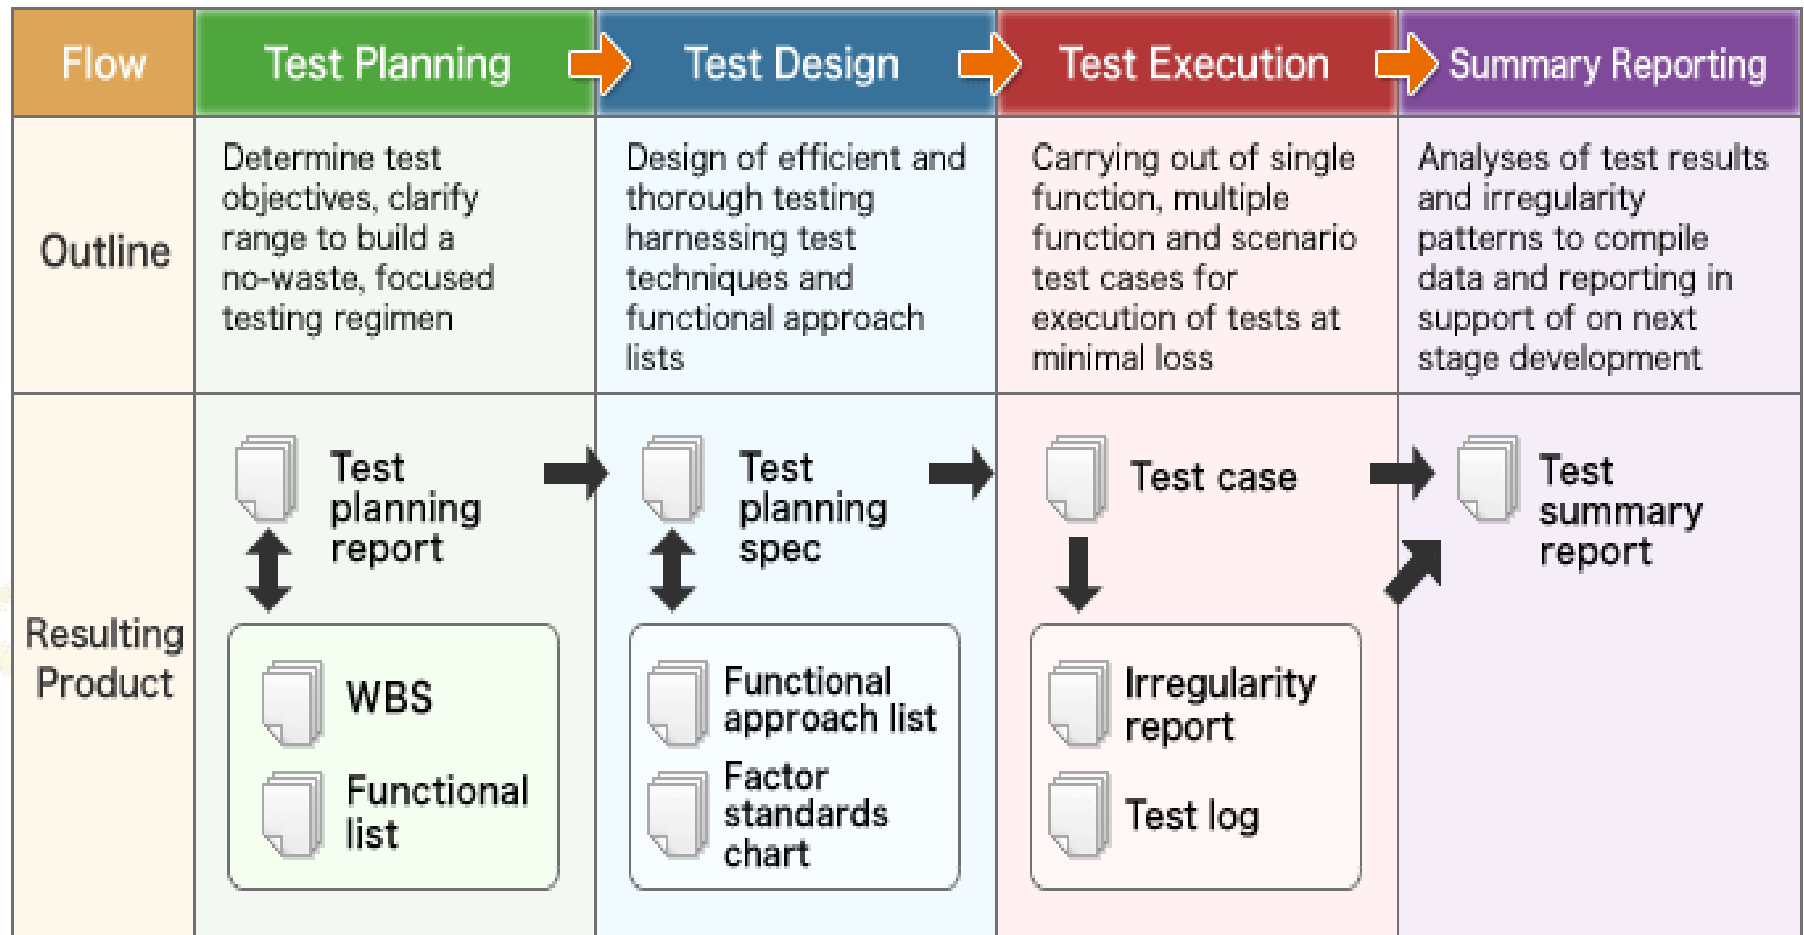 Flow
Test Planning
Test Design
Test Execution
Summary Reporting
Outline
Determine test
objectives, clarify
range to build a
no-waste, focused
testing regimen
Design of efficient and
thorough testing
harnessing test
techniques and
functional approach
lists
Carrying out of single
function, multiple
function and scenario
test cases for
execution of tests at
minimal loss
Analyses of test results
and irregularity
patterns to compile
data and reporting in
support of on next
stage development
Resulting
Product
Test
planning
report
WBS
Functional
list
Test
planning
spec
Functional
approach list
Factor
standards
chart
Test case
Irregularity
report
Test log
Test
summary
report